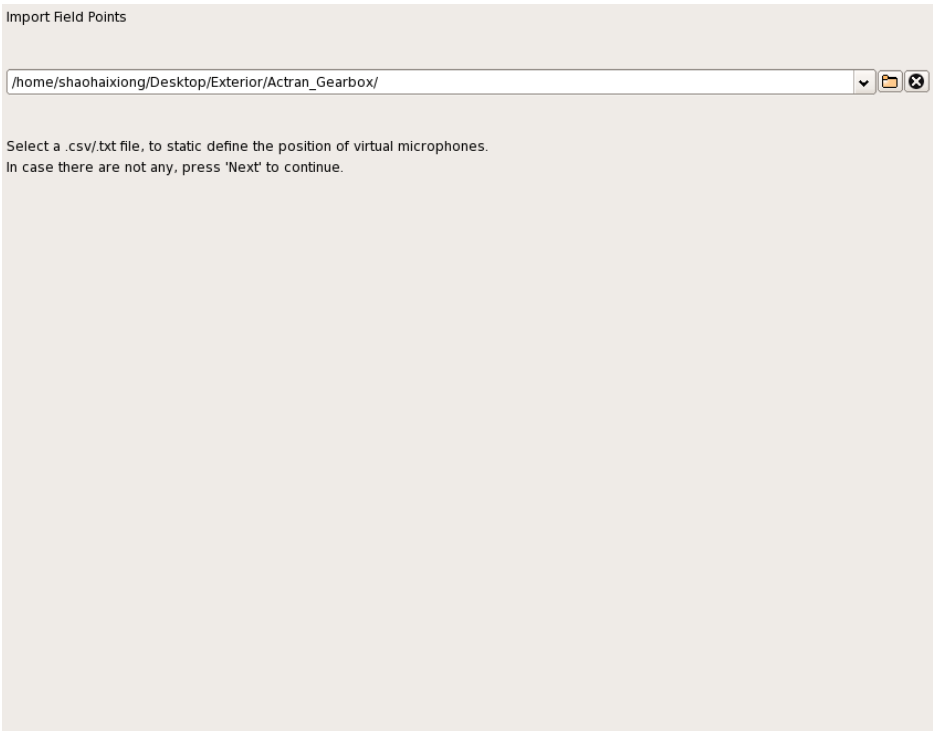 Import Field Points
/home/shaohaixiong/Desktop/Exterior/Actran_Gearbox/
Select a .csv/.txt file, to static define the position of virtual microphones.
In case there are not any, press 'Next' to continue.